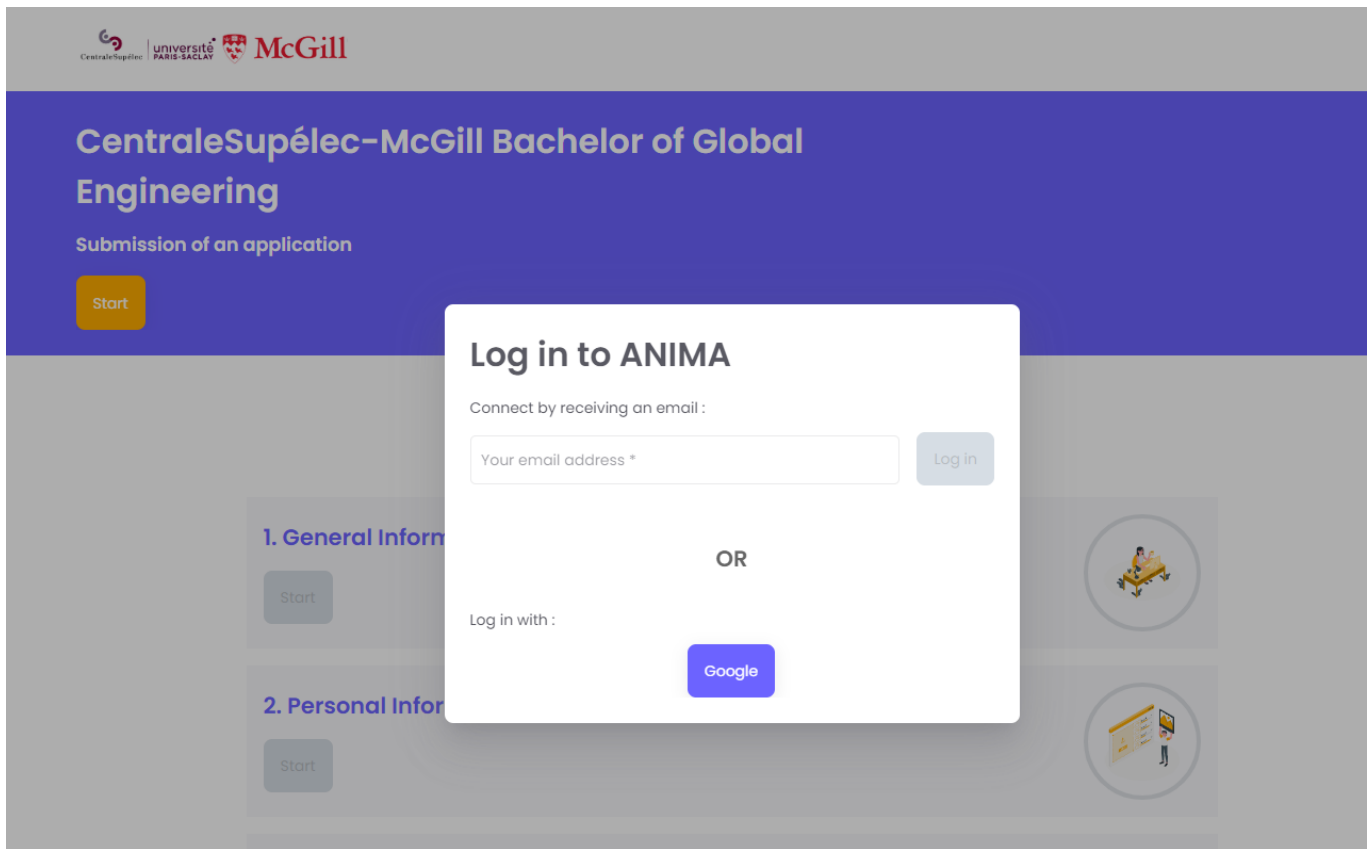 CentraleSupélec
université
PARIS-SACLAY
McGill
CentraleSupélec-McGill Bachelor of Global
Engineering
Submission of an application
Start
Log in to ANIMA
Connect by receiving an email :
Your email address *
Log in
OR
Log in with :
Google
1. General Inform
Start
2. Personal Infor
Start